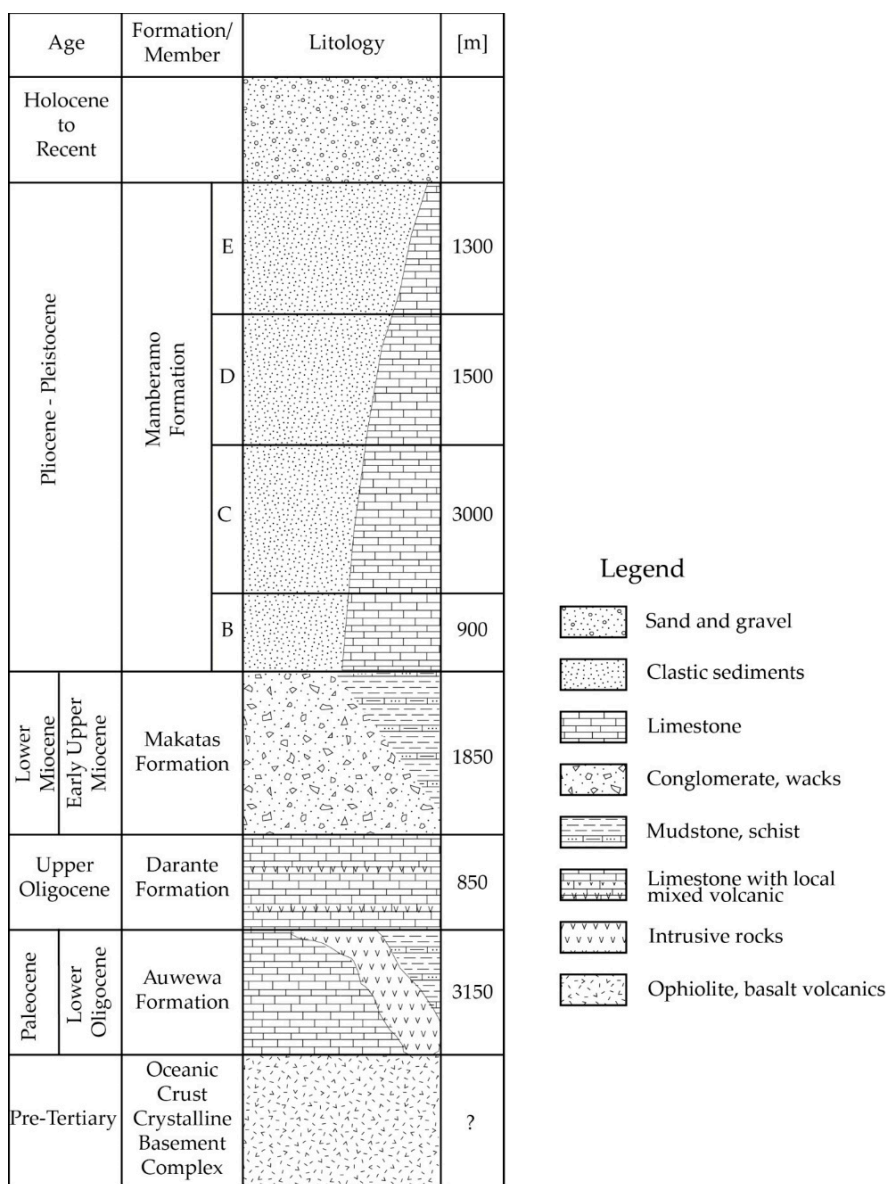 Age
Formation/
Member
Litology
[m]
Holocene
to
Recent
Pliocene - Pleistocene
Mamberamo
Formation
E
1300
D
1500
C
3000
B
900
Lower
Miocene
Early Upper
Miocene
Makatas
Formation
1850
Upper
Oligocene
Darante
Formation
850
Paleocene
Lower
Oligocene
Auwewa
Formation
3150
Pre-Tertiary
Oceanic
Crust
Crystalline
Basement
Complex
?
Legend
Sand and gravel
Clastic sediments
Limestone
Conglomerate, wacks
Mudstone, schist
Limestone with local
mixed volcanic
Intrusive rocks
Ophiolite, basalt volcanics